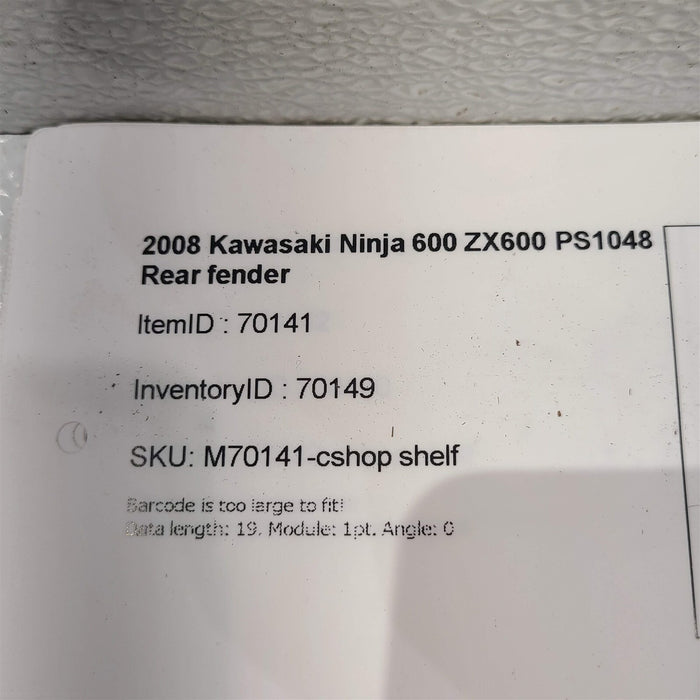 2008 Kawasaki Ninja 600 ZX600 PS1048
Rear fender
ItemID : 70141
InventoryID : 70149
SKU: M70141-cshop shelf
Barcode is too large to fit!
Data length: 19, Module: 1pt. Angle: 0